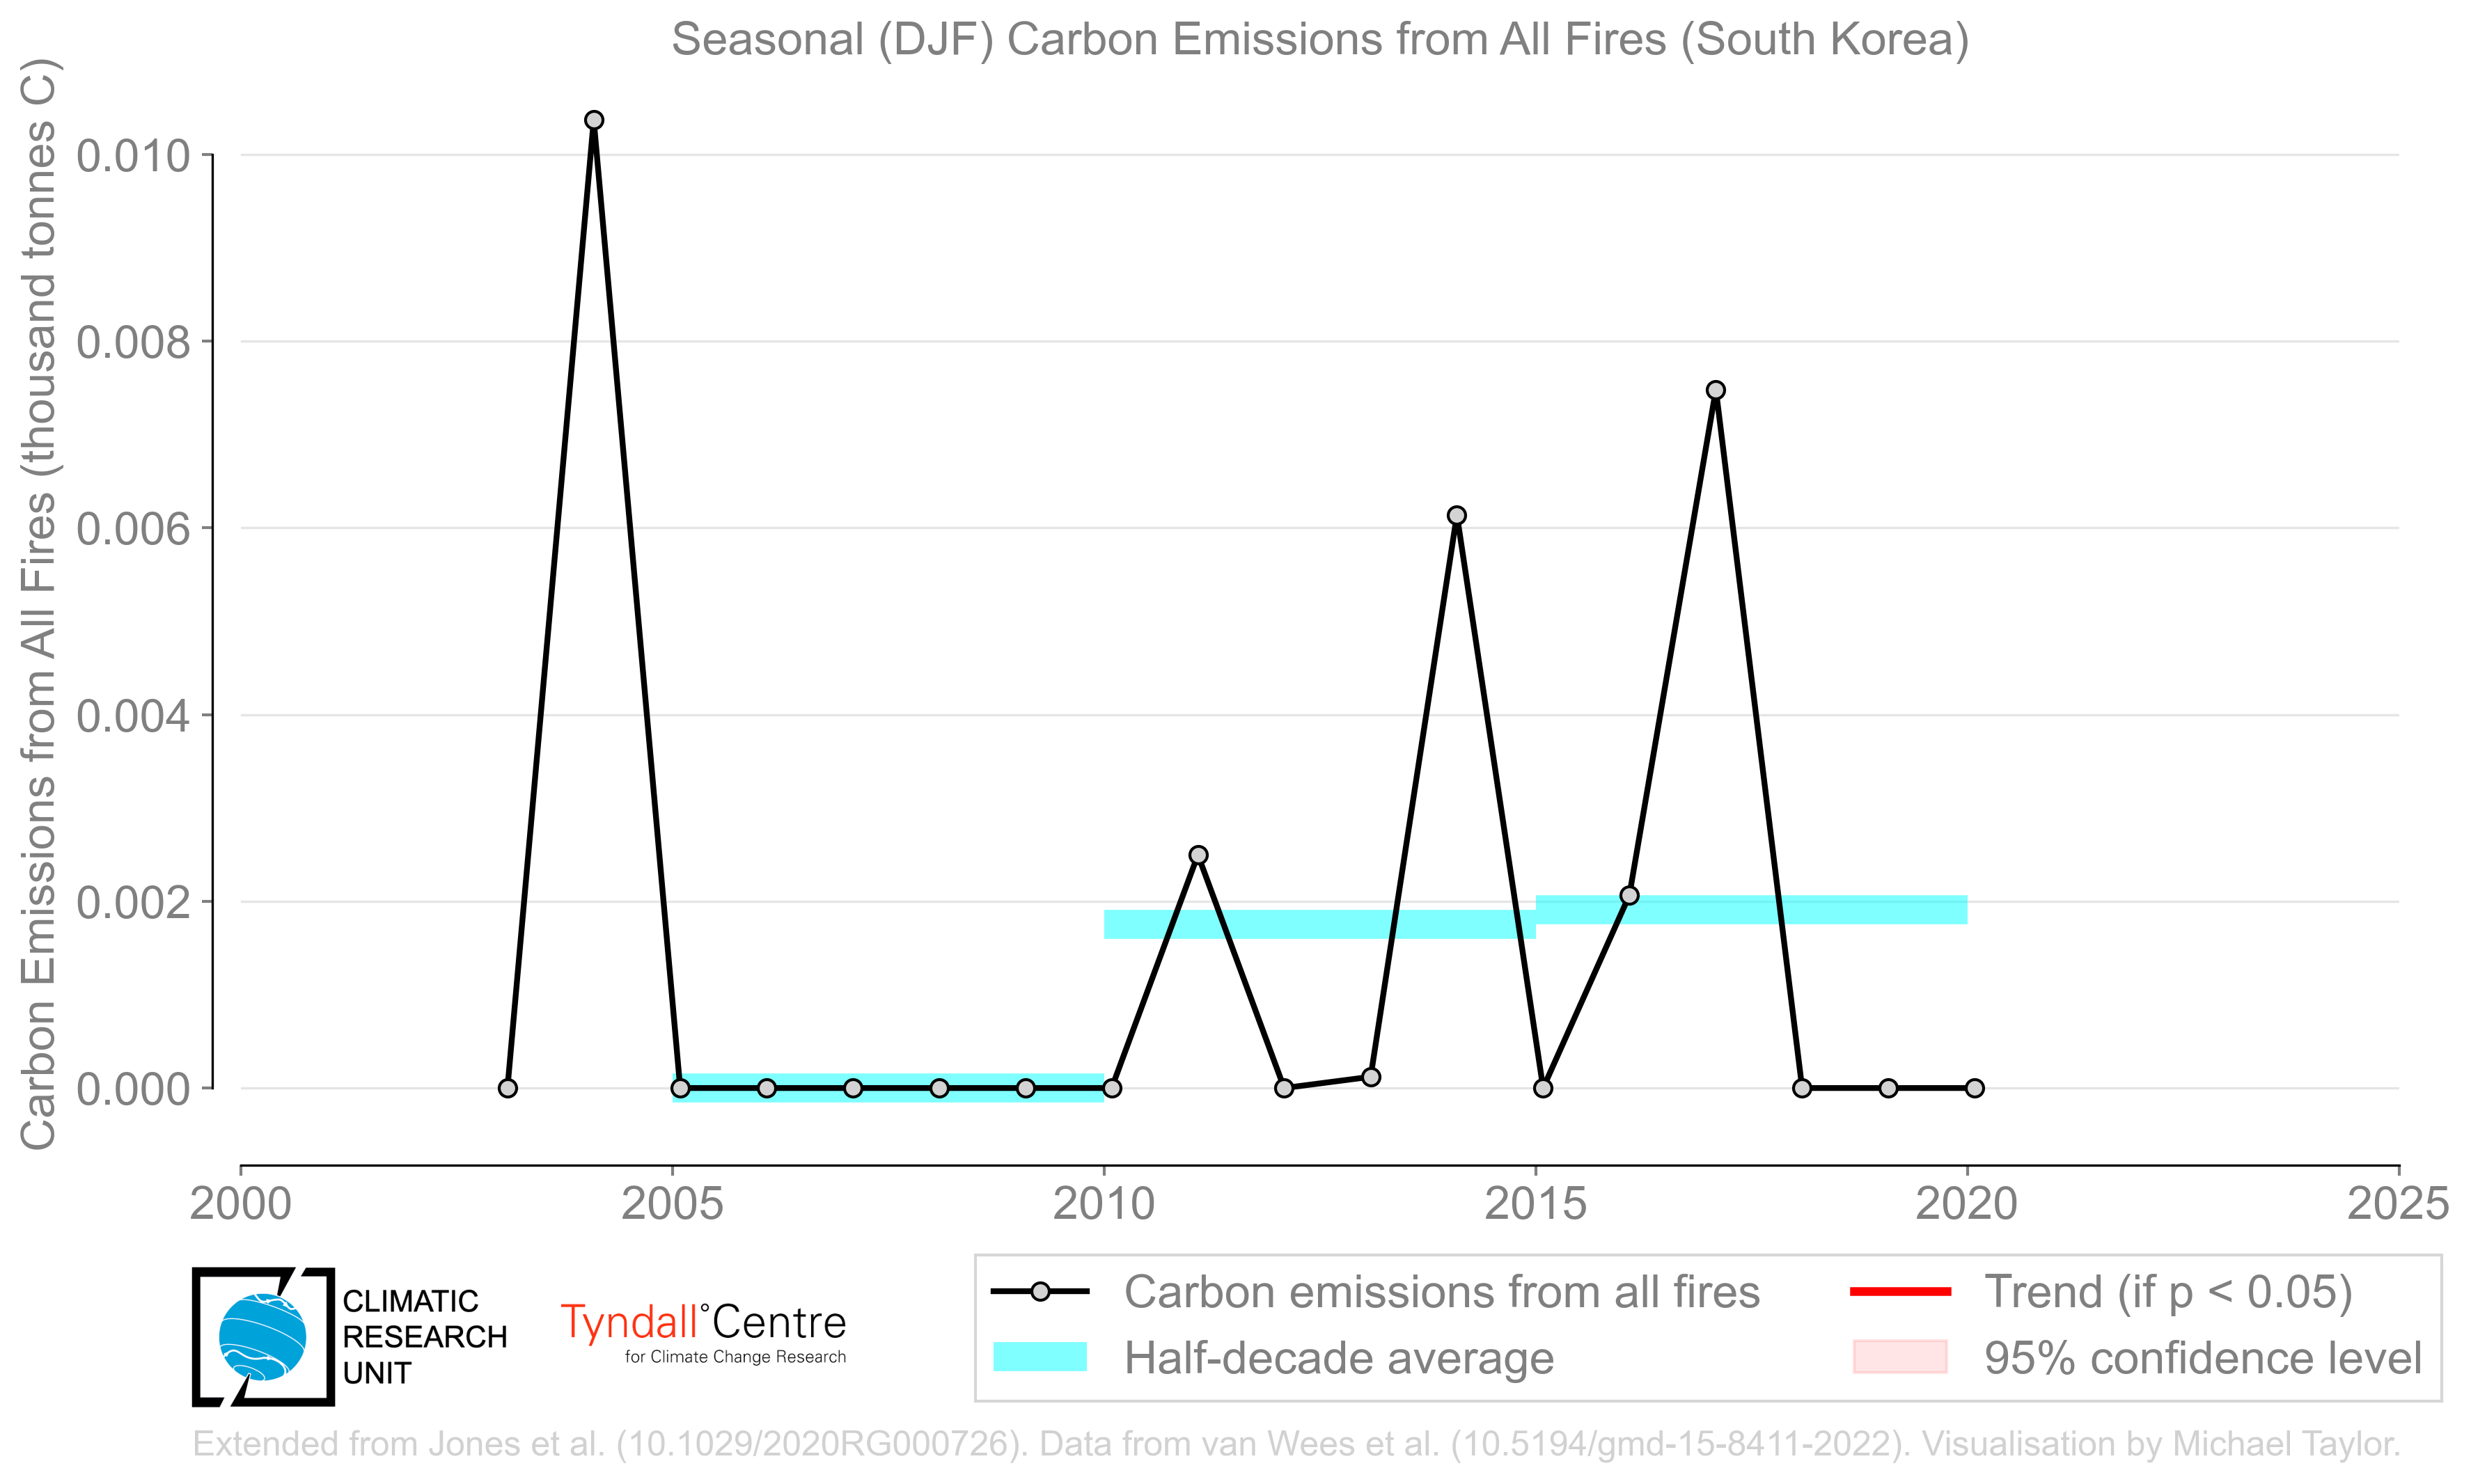 Seasonal (DJF) Carbon Emissions from All Fires (South Korea)
Carbon Emissions from All Fires (thousand tonnes C)
0.010
0.008
0.006
0.004
0.002
0.000
2000 2005 2010 2015 2020 2025
CLIMATIC
RESEARCH
UNIT
Tyndall°Centre
for Climate Change Research
Carbon emissions from all fires
Half-decade average
Trend (if p < 0.05)
95% confidence level
Extended from Jones et al. (10.1029/2020RG000726). Data from van Wees et al. (10.5194/gmd-15-8411-2022). Visualisation by Michael Taylor.